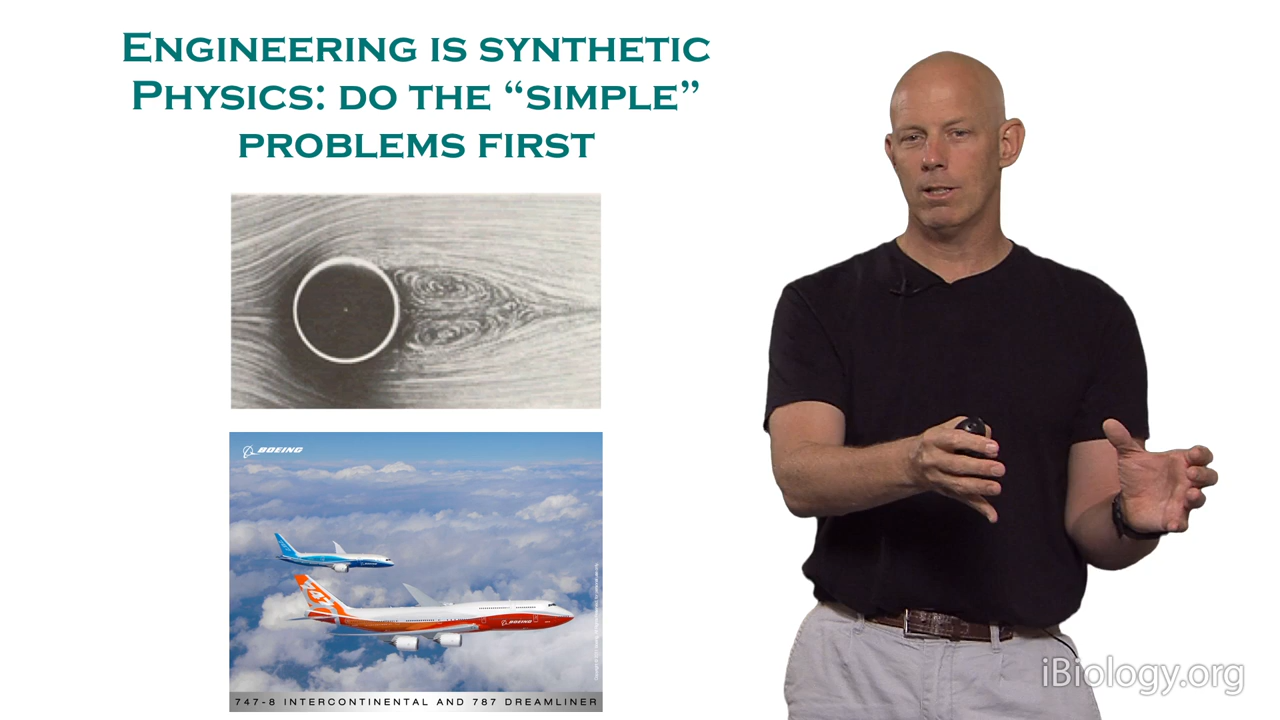 ENGINEERING IS SYNTHETIC
PHYSICS: DO THE “SIMPLE”
PROBLEMS FIRST
BOEING
747
BOEING
747-8 INTERCONTINENTAL AND 787 DREAMLINER
iBiology.org